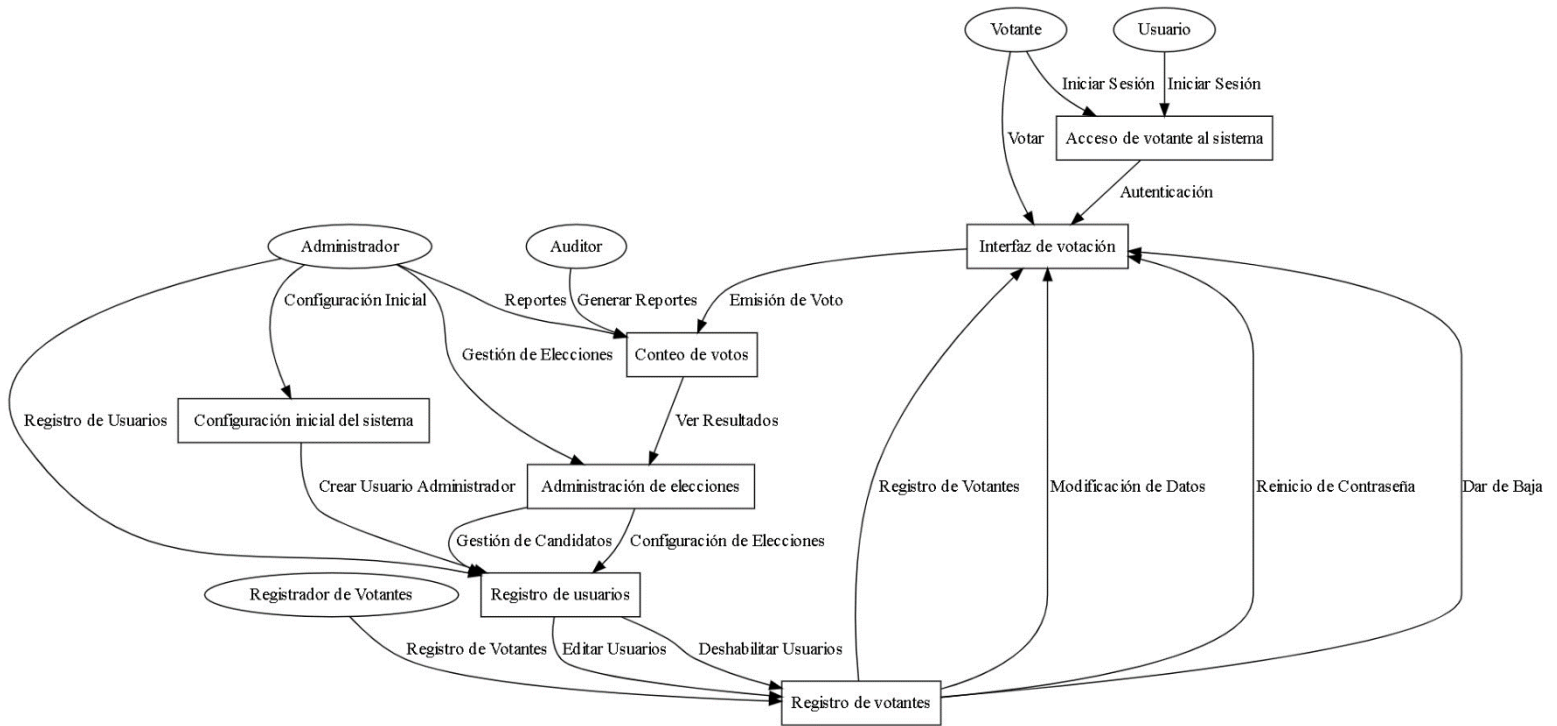 Votante
Usuario
Iniciar Sesión
Iniciar Sesión
Votar
Acceso de votante al sistema
Autenticación
Administrador
Auditor
Interfaz de votación
Configuración Inicial
Reportes
Generar Reportes
Emisión de Voto
Gestión de Elecciones
Conteo de votos
Registro de Usuarios
Configuración inicial del sistema
Ver Resultados
Crear Usuario Administrador
Administración de elecciones
Registro de Votantes
Modificación de Datos
Reinicio de Contraseña
Dar de Baja
Gestión de Candidatos
Configuración de Elecciones
Registrador de Votantes
Registro de usuarios
Registro de Votantes
Editar Usuarios
Deshabilitar Usuarios
Registro de votantes